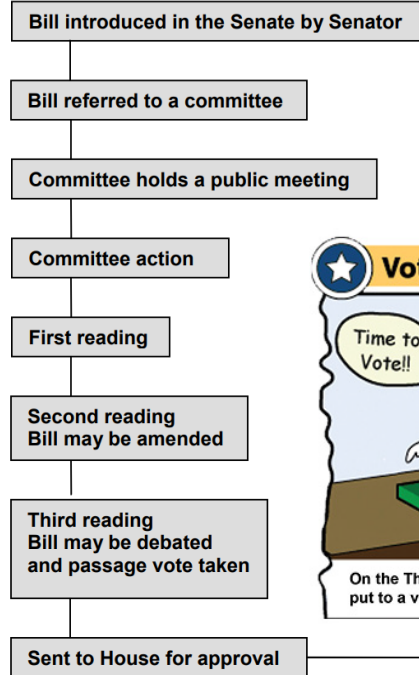 Bill introduced in the Senate by Senator
Bill referred to a committee
Committee holds a public meeting
Committee action
First reading
Second reading
Bill may be amended
Third reading
Bill may be debated
and passage vote taken
Sent to House for approval
Time to
Vote!!
On the
put to a